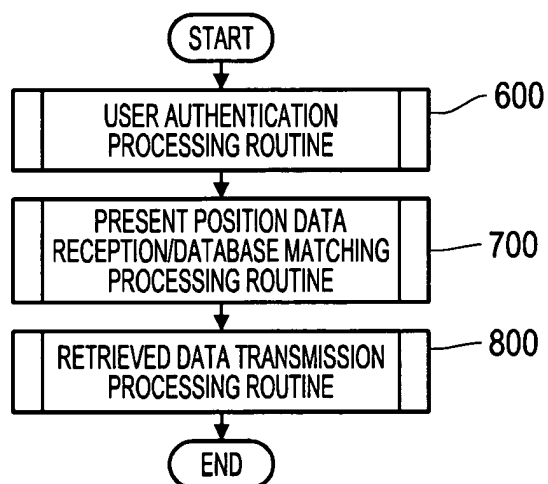 START
USER AUTHENTICATION
PROCESSING ROUTINE
600
PRESENT POSITION DATA
RECEPTION/DATABASE MATCHING
PROCESSING ROUTINE
700
RETRIEVED DATA TRANSMISSION
PROCESSING ROUTINE
800
END